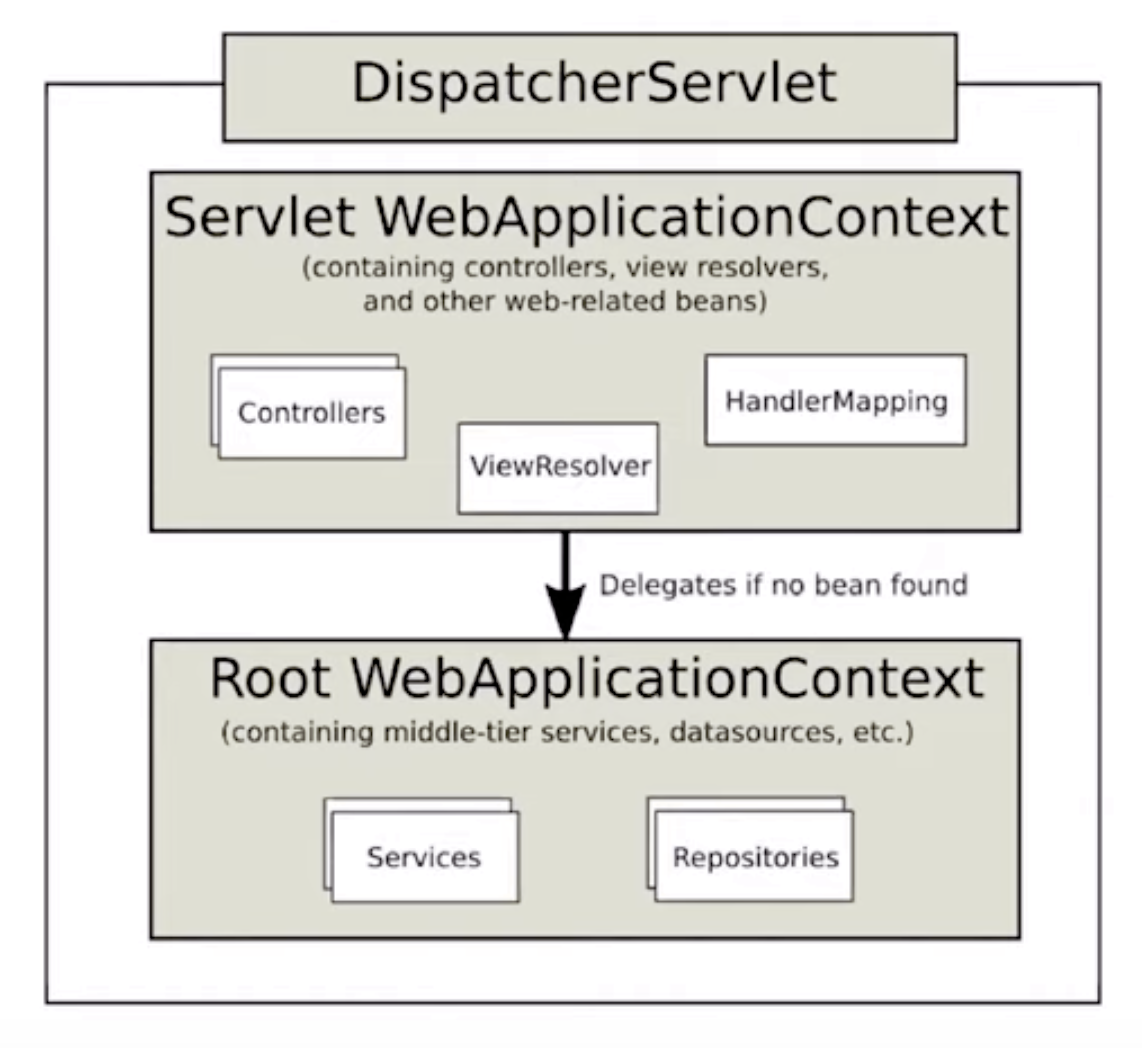 DispatcherServlet
Servlet WebApplicationContext
(containing controllers, view resolvers,
and other web-related beans)
Controllers
HandlerMapping
ViewResolver
Delegates if no bean found
Root WebApplicationContext
(containing middle-tier services, datasources, etc.)
Services
Repositories